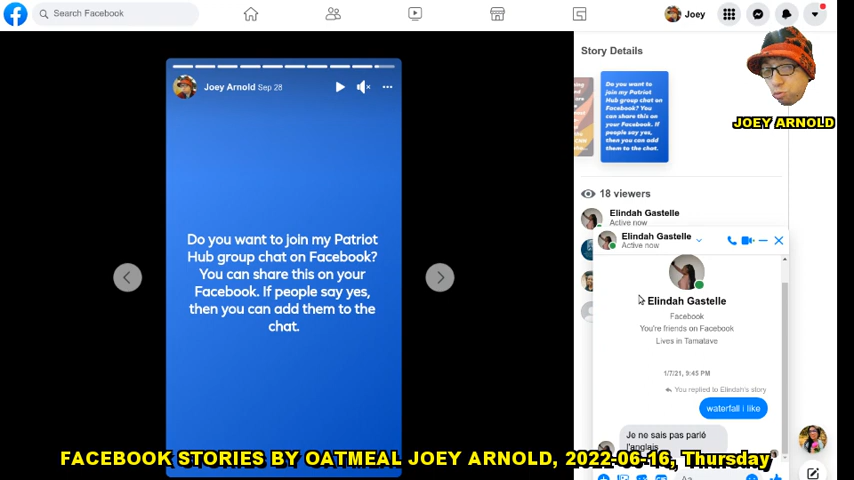 Search Facebook
Joey
Story Details
Joey Arnold Sep 28
Do you want to
join my Patriot
Hub group chat on
Facebook? You
can share this on
your Facebook. If
people say yes,
then you can add
them to the chat.
JOEY ARNOLD
18 viewers
Elindah Gastelle
Active now
Elindah Gastelle
Active now
Do you want to join my Patriot
Hub group chat on Facebook?
You can share this on your
Facebook. If people say yes,
then you can add them to the
chat.
Elindah Gastelle
Facebook
You're friends on Facebook
Lives in Tamatave
1/7/21, 9:45 PM
You replied to Elindah's story
waterfall i like
Je ne sais pas parlé
l'anglais
Aa
FACEBOOK STORIES BY OATMEAL JOEY ARNOLD, 2022-06-16, Thursday